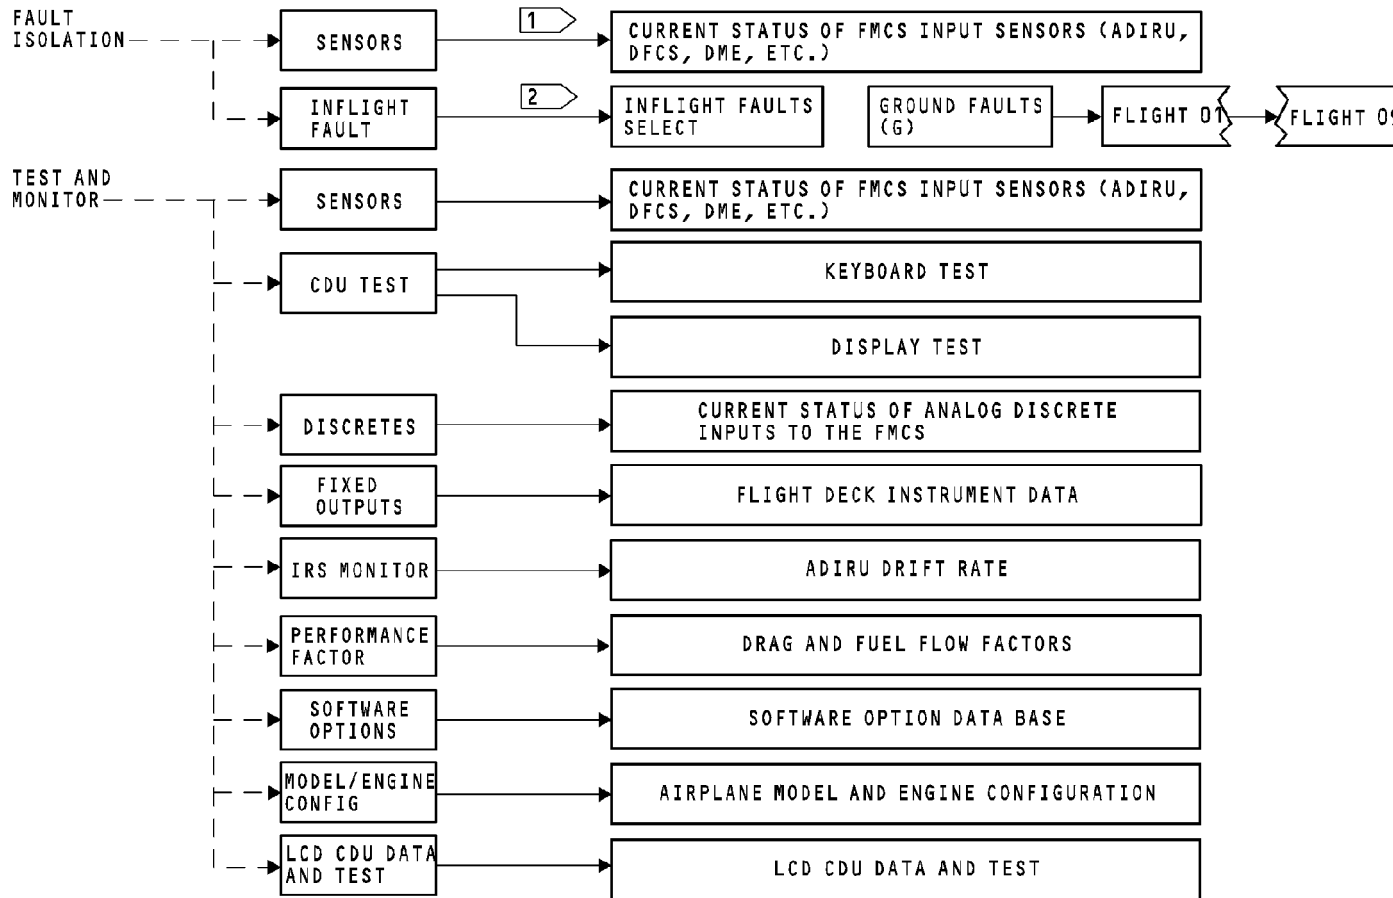 FAULT
ISOLATION
SENSORS
1
CURRENT STATUS OF FMCS INPUT SENSORS (ADIRU,
DFCS, DME, ETC.)
INFLIGHT
FAULT
2
INFLIGHT FAULTS
SELECT
GROUND FAULTS
(G)
FLIGHT 01
FLIGHT 09
TEST AND
MONITOR
SENSORS
CURRENT STATUS OF FMCS INPUT SENSORS (ADIRU,
DFCS, DME, ETC.)
CDU TEST
KEYBOARD TEST
DISPLAY TEST
DISCRETES
CURRENT STATUS OF ANALOG DISCRETE
INPUTS TO THE FMCS
FIXED
OUTPUTS
FLIGHT DECK INSTRUMENT DATA
IRS MONITOR
ADIRU DRIFT RATE
PERFORMANCE
FACTOR
DRAG AND FUEL FLOW FACTORS
SOFTWARE
OPTIONS
SOFTWARE OPTION DATA BASE
MODEL/ENGINE
CONFIG
AIRPLANE MODEL AND ENGINE CONFIGURATION
LCD CDU DATA
AND TEST
LCD CDU DATA AND TEST